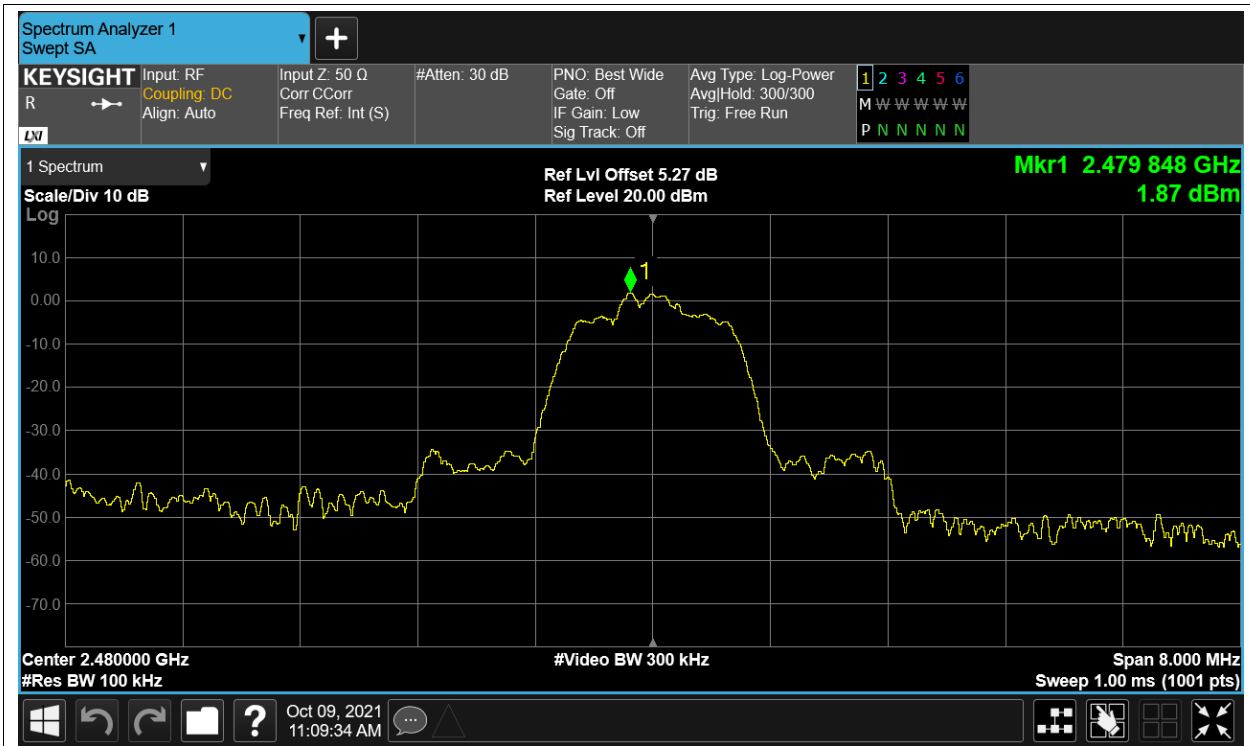 Spectrum Analyzer 1
Swept SA
KEYSIGHT
R
LXI
Input: RF
Coupling: DC
Align: Auto
Input Z: 50 Ω
Corr CCorr
Freq Ref: Int (S)
#Atten: 30 dB
PNO: Best Wide
Gate: Off
IF Gain: Low
Sig Track: Off
Avg Type: Log-Power
Avg|Hold: 300/300
Trig: Free Run
1 2 3 4 5 6
M W W W W W
P N N N N N
1 Spectrum
Scale/Div 10 dB
Ref Lvl Offset 5.27 dB
Ref Level 20.00 dBm
Mkr1 2.479 848 GHz
1.87 dBm
Log
10.0
0.00
-10.0
-20.0
-30.0
-40.0
-50.0
-60.0
-70.0
1
Center 2.480000 GHz
#Res BW 100 kHz
#Video BW 300 kHz
Span 8.000 MHz
Sweep 1.00 ms (1001 pts)
?
Oct 09, 2021
11:09:34 AM